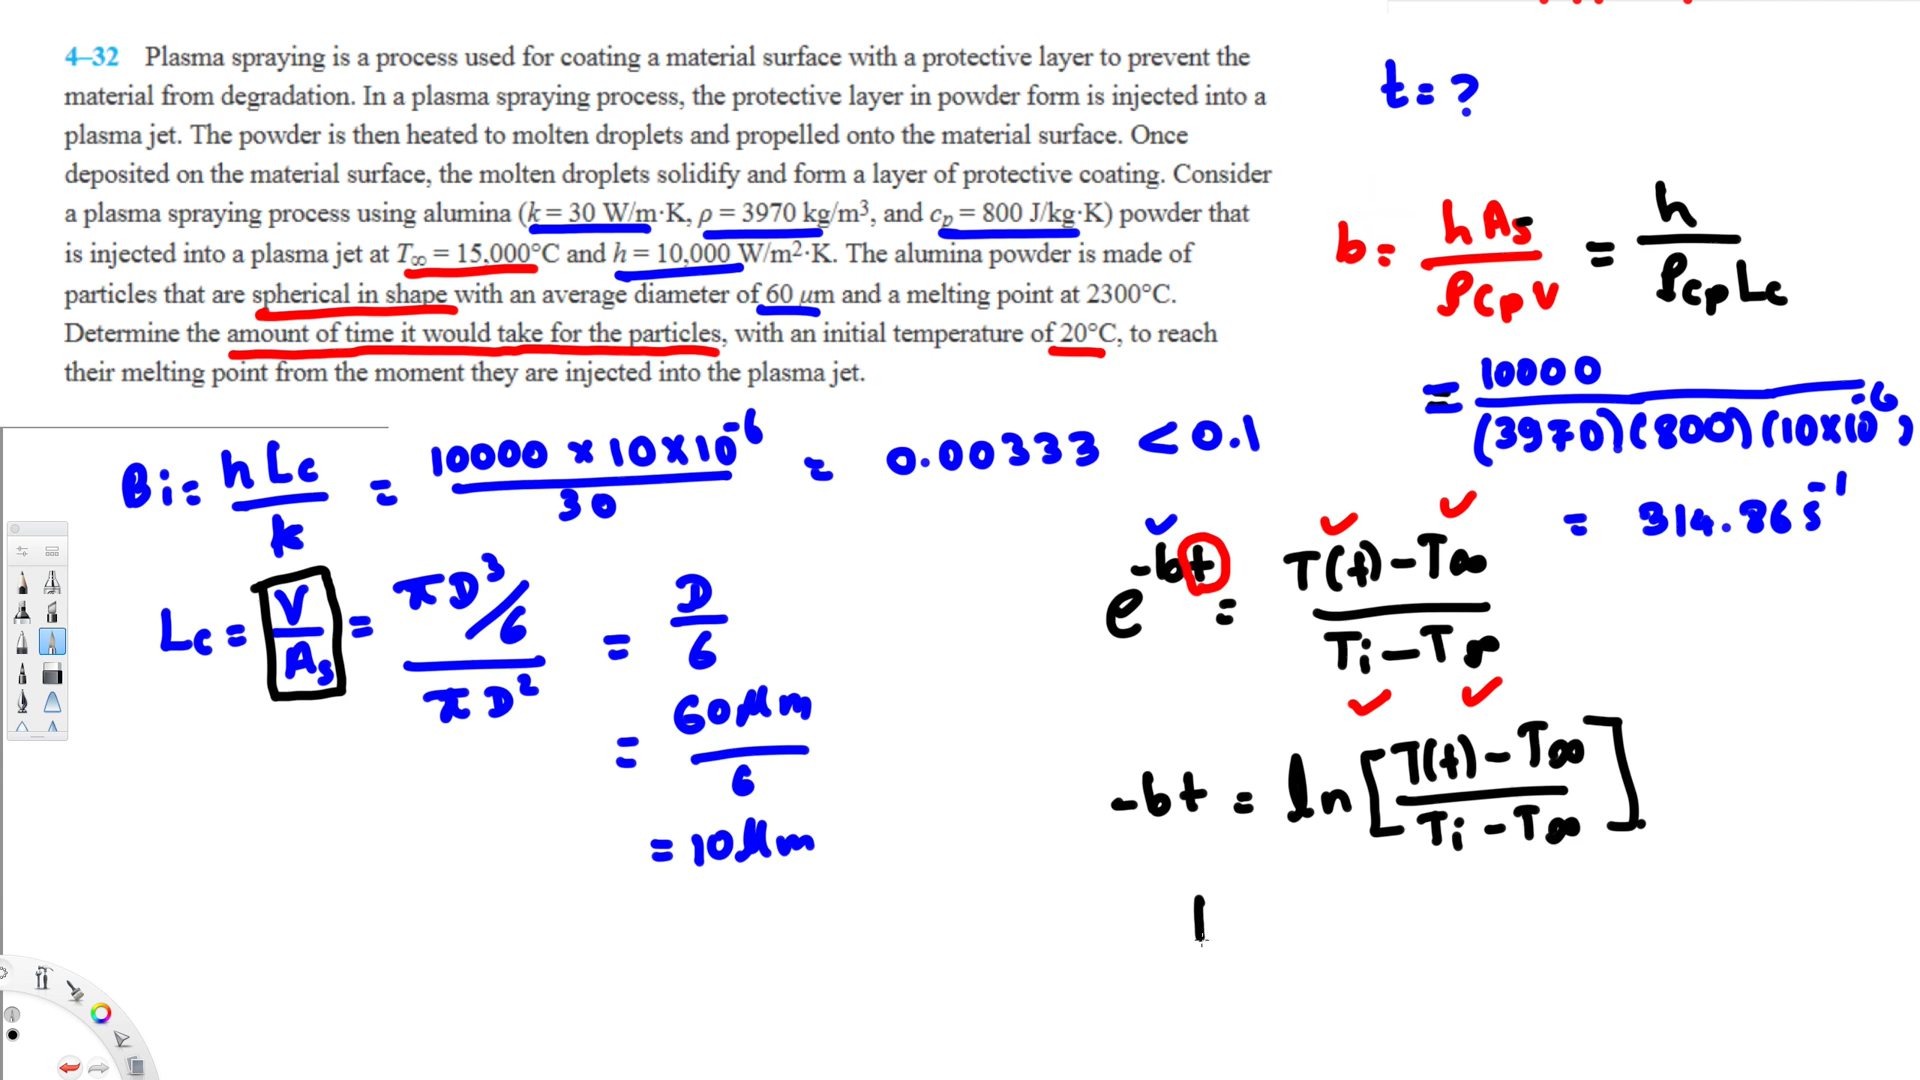 4–32 Plasma spraying is a process used for coating a material surface with a protective layer to prevent the
material from degradation. In a plasma spraying process, the protective layer in powder form is injected into a
plasma jet. The powder is then heated to molten droplets and propelled onto the material surface. Once
deposited on the material surface, the molten droplets solidify and form a layer of protective coating. Consider
a plasma spraying process using alumina (k = 30 W/m·K, ρ = 3970 kg/m³, and cp = 800 J/kg·K) powder that
is injected into a plasma jet at T∞ = 15,000°C and h = 10,000 W/m²·K. The alumina powder is made of
particles that are spherical in shape with an average diameter of 60 μm and a melting point at 2300°C.
Determine the amount of time it would take for the particles, with an initial temperature of 20°C, to reach
their melting point from the moment they are injected into the plasma jet.
t = ?
b = hAs/ρCpV = h/ρCpLc
= 10000/(3970)(800)(10×10⁻⁶)
= 314.86 s⁻¹
Bi = hLc/k = 10000 × 10 × 10⁻⁶/30 = 0.00333 < 0.1
Lc = V/As = πD³/6/πD² = D/6
= 60 μm/6
= 10 μm
e^-bt = T(t) – T∞/Ti – T∞
-bt = ln [T(t) – T∞/Ti – T∞]